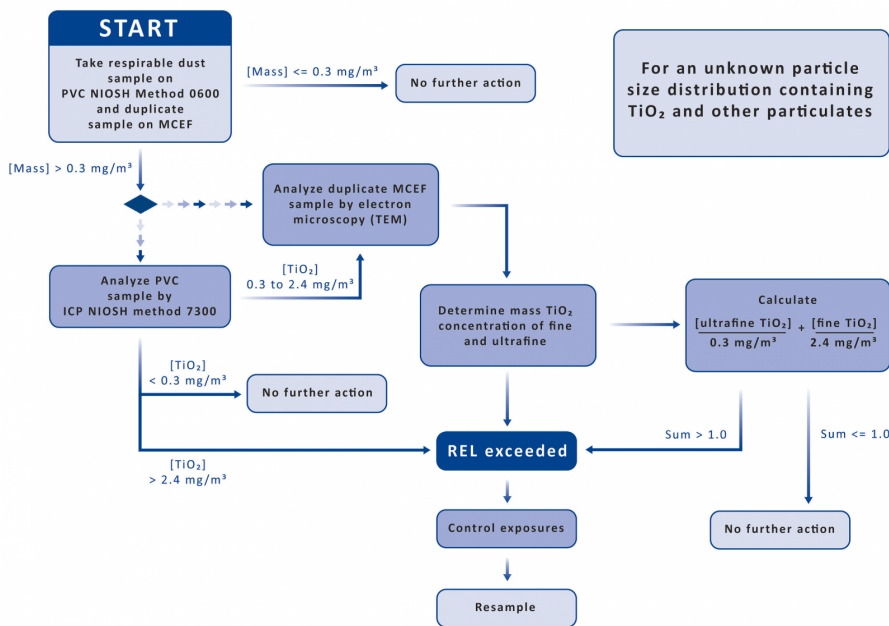 START
Take respirable dust
sample on
PVC NIOSH Method 0600
and duplicate
sample on MCEF
[Mass] <= 0.3 mg/m³
No further action
For an unknown particle
size distribution containing
TiO₂ and other particulates
[Mass] > 0.3 mg/m³
Analyze duplicate MCEF
sample by electron
microscopy (TEM)
Analyze PVC
sample by
ICP NIOSH method 7300
[TiO₂]
0.3 to 2.4 mg/m³
Determine mass TiO₂
concentration of fine
and ultrafine
Calculate
[ultrafine TiO₂] + [fine TiO₂]
0.3 mg/m³ 2.4 mg/m³
[TiO₂]
< 0.3 mg/m³
No further action
[TiO₂]
> 2.4 mg/m³
REL exceeded
Sum > 1.0
Sum <= 1.0
Control exposures
No further action
Resample